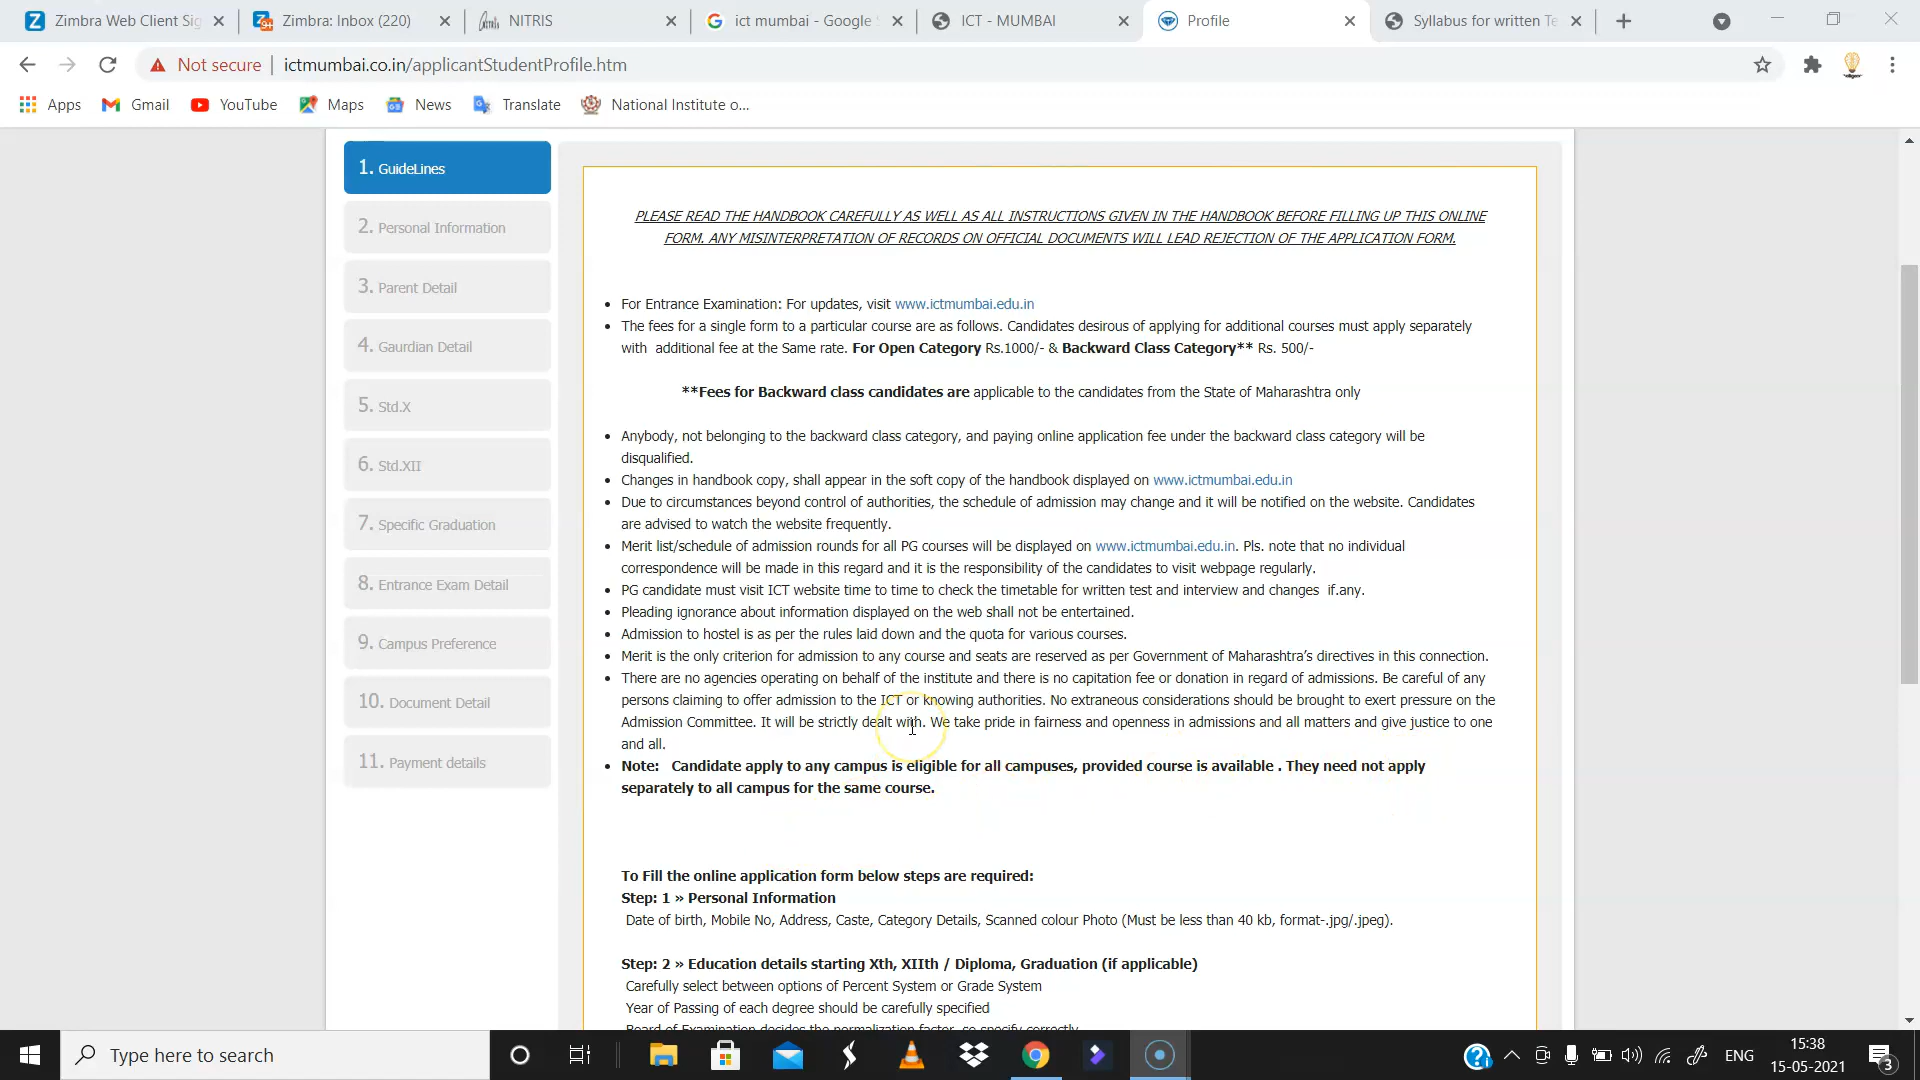 Zimbra Web Client Sig
Zimbra: Inbox (220)
NITRIS
ict mumbai - Google S
ICT - MUMBAI
Profile
Syllabus for written Te
Not secure
ictmumbai.co.in/applicantStudentProfile.htm
Apps
Gmail
YouTube
Maps
News
Translate
National Institute o...
1. GuideLines
2. Personal Information
3. Parent Detail
4. Gaurdian Detail
5. Std.X
6. Std.XII
7. Specific Graduation
8. Entrance Exam Detail
9. Campus Preference
10. Document Detail
11. Payment details
PLEASE READ THE HANDBOOK CAREFULLY AS WELL AS ALL INSTRUCTIONS GIVEN IN THE HANDBOOK BEFORE FILLING UP THIS ONLINE
FORM. ANY MISINTERPRETATION OF RECORDS ON OFFICIAL DOCUMENTS WILL LEAD REJECTION OF THE APPLICATION FORM.
• For Entrance Examination: For updates, visit www.ictmumbai.edu.in
• The fees for a single form to a particular course are as follows. Candidates desirous of applying for additional courses must apply separately
with additional fee at the Same rate. For Open Category Rs.1000/- & Backward Class Category** Rs. 500/-
**Fees for Backward class candidates are applicable to the candidates from the State of Maharashtra only
• Anybody, not belonging to the backward class category, and paying online application fee under the backward class category will be
disqualified.
• Changes in handbook copy, shall appear in the soft copy of the handbook displayed on www.ictmumbai.edu.in
• Due to circumstances beyond control of authorities, the schedule of admission may change and it will be notified on the website. Candidates
are advised to watch the website frequently.
• Merit list/schedule of admission rounds for all PG courses will be displayed on www.ictmumbai.edu.in. Pls. note that no individual
correspondence will be made in this regard and it is the responsibility of the candidates to visit webpage regularly.
• PG candidate must visit ICT website time to time to check the timetable for written test and interview and changes if.any.
• Pleading ignorance about information displayed on the web shall not be entertained.
• Admission to hostel is as per the rules laid down and the quota for various courses.
• Merit is the only criterion for admission to any course and seats are reserved as per Government of Maharashtra's directives in this connection.
• There are no agencies operating on behalf of the institute and there is no capitation fee or donation in regard of admissions. Be careful of any
persons claiming to offer admission to the ICT or knowing authorities. No extraneous considerations should be brought to exert pressure on the
Admission Committee. It will be strictly dealt with. We take pride in fairness and openness in admissions and all matters and give justice to one
and all.
• Note: Candidate apply to any campus is eligible for all campuses, provided course is available . They need not apply
separately to all campus for the same course.
To Fill the online application form below steps are required:
Step: 1 » Personal Information
Date of birth, Mobile No, Address, Caste, Category Details, Scanned colour Photo (Must be less than 40 kb, format-.jpg/.jpeg).
Step: 2 » Education details starting Xth, XIIth / Diploma, Graduation (if applicable)
Carefully select between options of Percent System or Grade System
Year of Passing of each degree should be carefully specified
Board of Examination decides the normalization factor, so specify correctly
Type here to search
ENG
15:38
15-05-2021
3